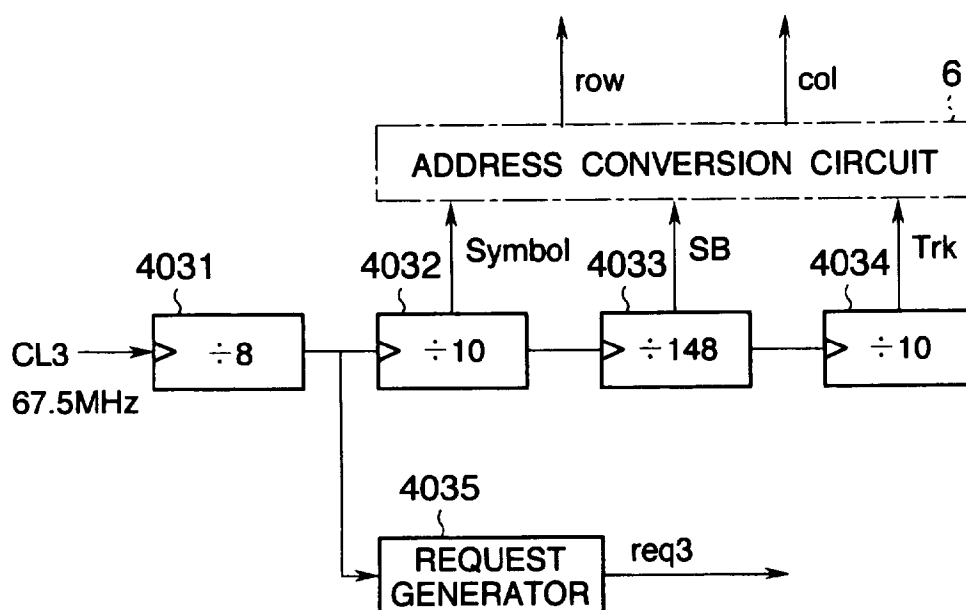 row
col
6
ADDRESS CONVERSION CIRCUIT
Symbol
SB
Trk
4031
4032
4033
4034
CL3
÷8
÷10
÷148
÷10
67.5MHz
4035
REQUEST
GENERATOR
req3